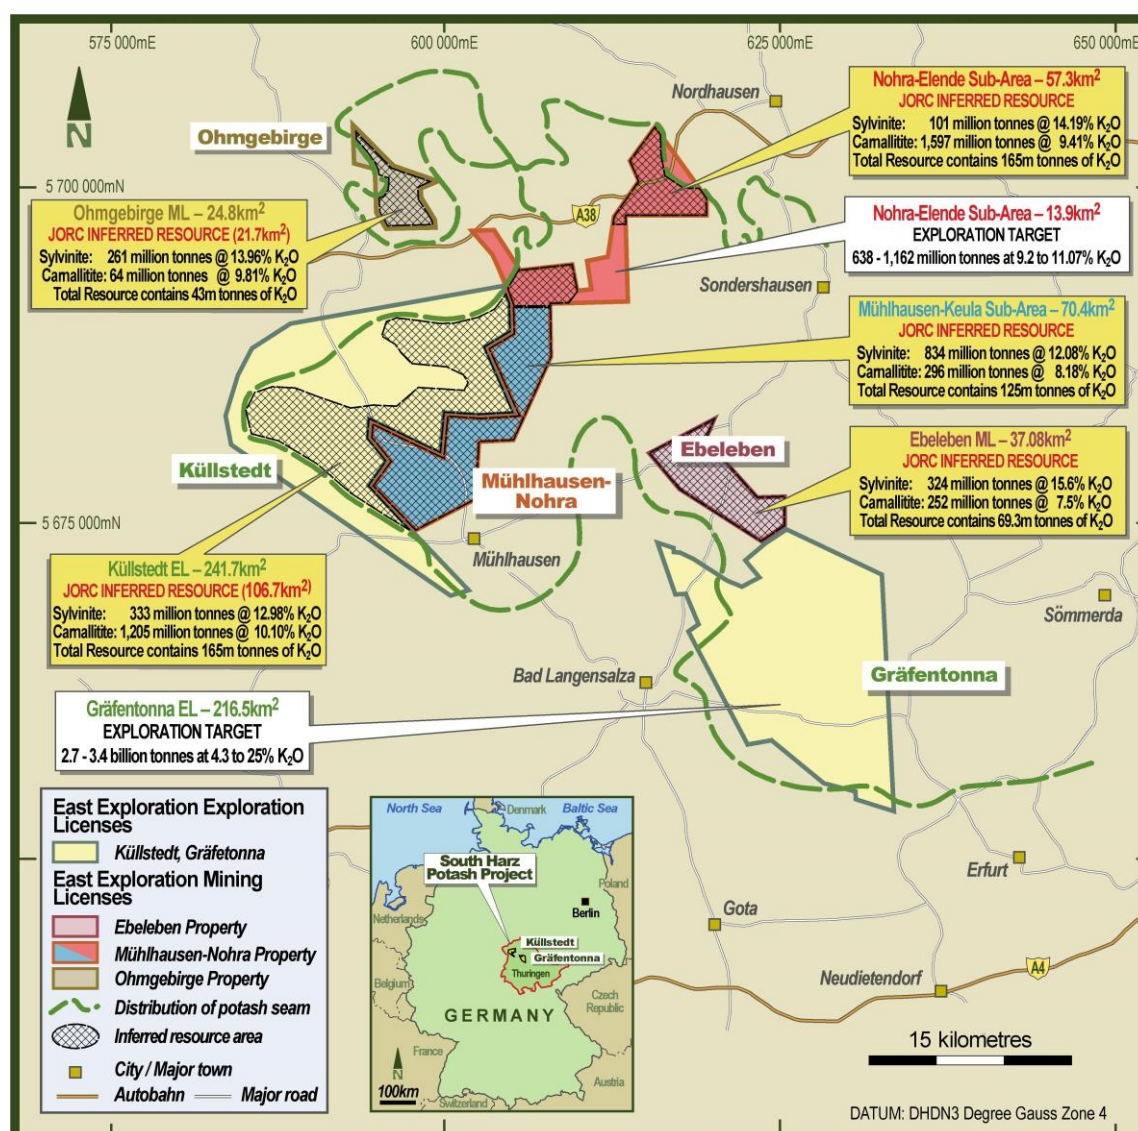 575 000mE
600 000mE
625 000mE
650 000mE
5 700 000mN
5 675 000mN
N
Nordhausen
Ohmgebirge
A38
Nohra-Elende Sub-Area – 57.3km²
JORC INFERRED RESOURCE
Sylvinite: 101 million tonnes @ 14.19% K₂O
Carnallitite: 1,597 million tonnes @ 9.41% K₂O
Total Resource contains 165m tonnes of K₂O
Ohmgebirge ML – 24.8km²
JORC INFERRED RESOURCE (21.7km²)
Sylvinite: 261 million tonnes @ 13.96% K₂O
Carnallitite: 64 million tonnes @ 9.81% K₂O
Total Resource contains 43m tonnes of K₂O
Nohra-Elende Sub-Area – 13.9km²
EXPLORATION TARGET
638 - 1,162 million tonnes at 9.2 to 11.07% K₂O
Sondershausen
Mühlhausen-Keula Sub-Area – 70.4km²
JORC INFERRED RESOURCE
Sylvinite: 834 million tonnes @ 12.08% K₂O
Carnallitite: 296 million tonnes @ 8.18% K₂O
Total Resource contains 125m tonnes of K₂O
Küllstedt
Mühlhausen-
Nohra
Ebeleben
Ebeleben ML – 37.08km²
JORC INFERRED RESOURCE
Sylvinite: 324 million tonnes @ 15.6% K₂O
Carnallitite: 252 million tonnes @ 7.5% K₂O
Total Resource contains 69.3m tonnes of K₂O
Mühlhausen
Küllstedt EL – 241.7km²
JORC INFERRED RESOURCE (106.7km²)
Sylvinite: 333 million tonnes @ 12.98% K₂O
Carnallitite: 1,205 million tonnes @ 10.10% K₂O
Total Resource contains 165m tonnes of K₂O
Sömmerda
Bad Langensalza
Gräfentonna
Gräfentonna EL – 216.5km²
EXPLORATION TARGET
2.7 - 3.4 billion tonnes at 4.3 to 25% K₂O
East Exploration Exploration
Licenses
Küllstedt, Gräfetonna
East Exploration Mining
Licenses
Ebeleben Property
Mühlhausen-Nohra Property
Ohmgebirge Property
Distribution of potash seam
Inferred resource area
City / Major town
Autobahn
Major road
North Sea
Denmark
Baltic Sea
South Harz
Potash Project
Poland
Berlin
Netherlands
Küllstedt
Gräfentonna
Thuringen
Belgium
GERMANY
Czech
Republic
France
N
Austria
100km
Switzerland
Erfurt
Gota
Neudietendorf
A4
15 kilometres
DATUM: DHDN3 Degree Gauss Zone 4